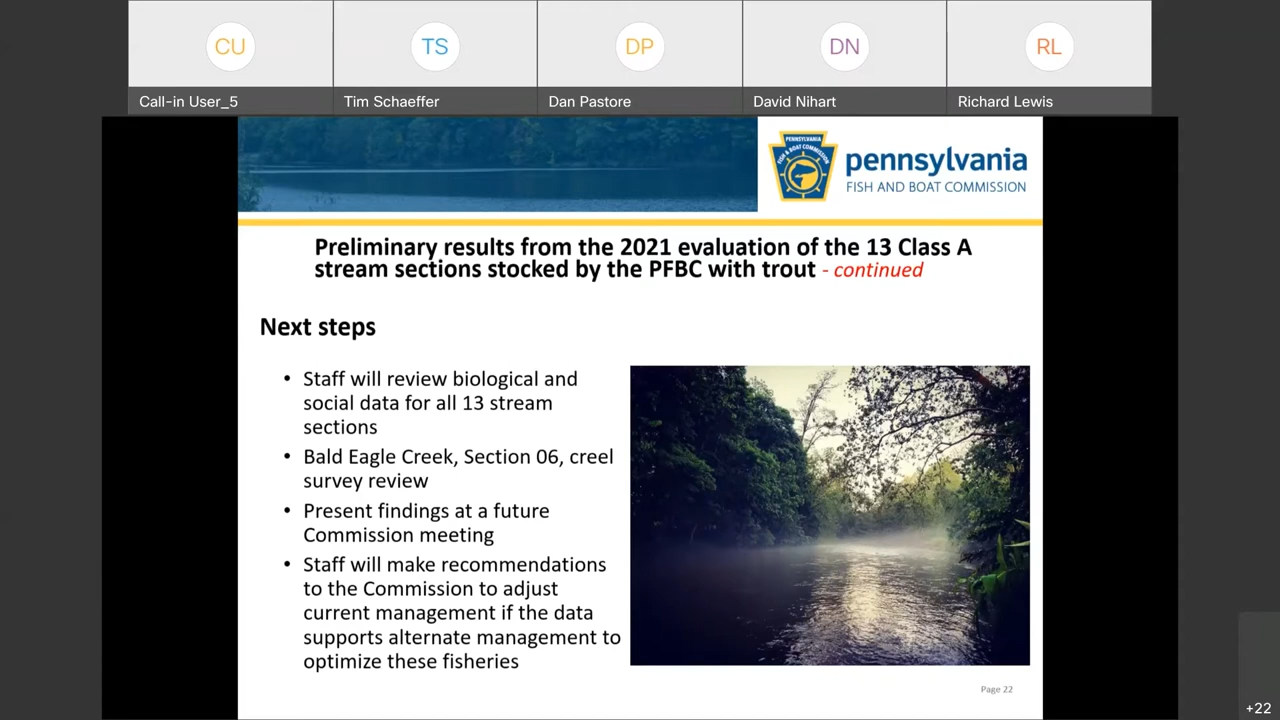 CU
TS
DP
DN
RL
Call-in User_5
Tim Schaeffer
Dan Pastore
David Nihart
Richard Lewis
PENNSYLVANIA
FISH & BOAT COMMISSION
pennsylvania
FISH AND BOAT COMMISSION
Preliminary results from the 2021 evaluation of the 13 Class A
stream sections stocked by the PFBC with trout - continued
Next steps
• Staff will review biological and
social data for all 13 stream
sections
• Bald Eagle Creek, Section 06, creel
survey review
• Present findings at a future
Commission meeting
• Staff will make recommendations
to the Commission to adjust
current management if the data
supports alternate management to
optimize these fisheries
Page 22
+22